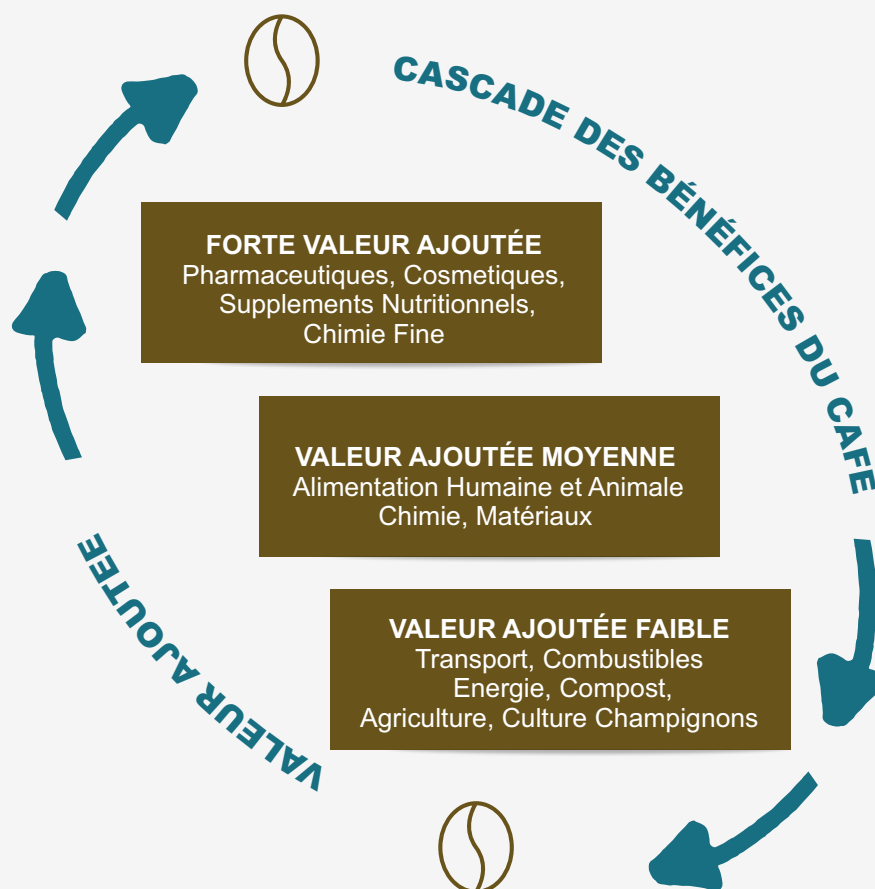 CASCADE DES BÉNÉFICES DU CAFE
FORTE VALEUR AJOUTÉE
Pharmaceutiques, Cosmetiques,
Supplements Nutritionnels,
Chimie Fine
VALEUR AJOUTÉE MOYENNE
Alimentation Humaine et Animale
Chimie, Matériaux
VALEUR AJOUTÉE FAIBLE
Transport, Combustibles
Energie, Compost,
Agriculture, Culture Champignons
VALEUR AJOUTEE